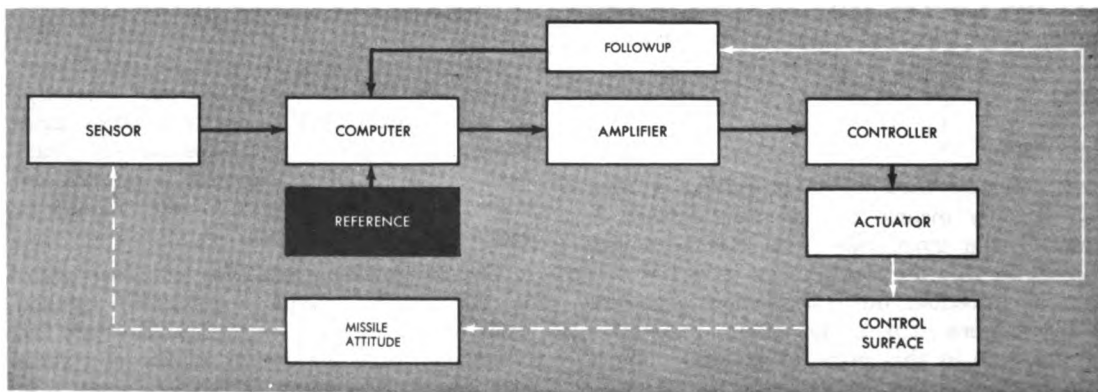 FOLLOWUP
SENSOR
COMPUTER
AMPLIFIER
CONTROLLER
REFERENCE
ACTUATOR
MISSILE
ATTITUDE
CONTROL
SURFACE